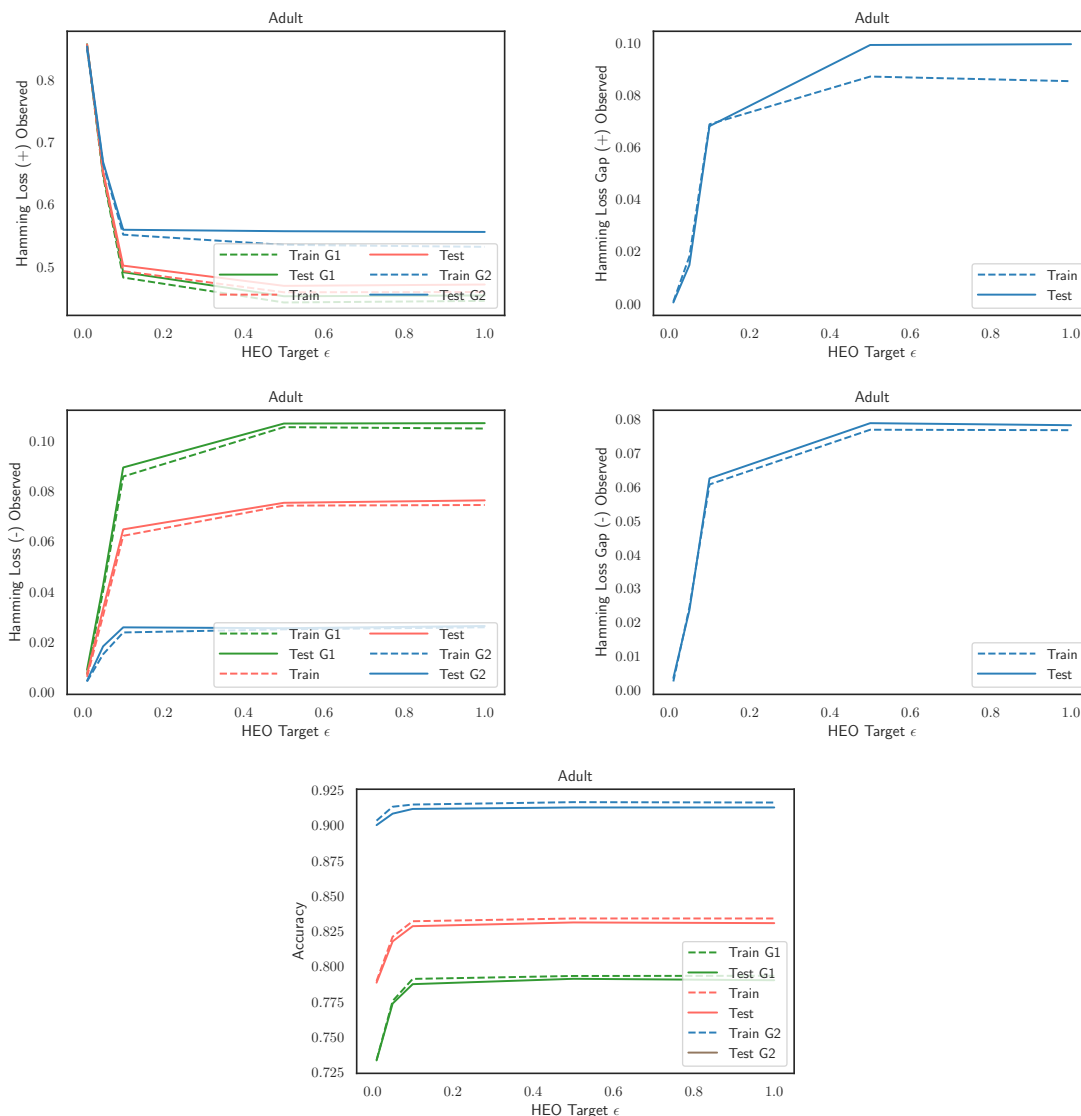 Adult
Hamming Loss (+) Observed
0.8
0.7
0.6
0.5
0.0 0.2 0.4 0.6 0.8 1.0
HEO Target ϵ
Train G1
Test G1
Train
Test
Train G2
Test G2
Adult
Hamming Loss Gap (+) Observed
0.10
0.08
0.06
0.04
0.02
0.00
0.0 0.2 0.4 0.6 0.8 1.0
HEO Target ϵ
Train
Test
Adult
Hamming Loss (-) Observed
0.10
0.08
0.06
0.04
0.02
0.00
0.0 0.2 0.4 0.6 0.8 1.0
HEO Target ϵ
Train G1
Test G1
Train
Test
Train G2
Test G2
Adult
Hamming Loss Gap (-) Observed
0.08
0.07
0.06
0.05
0.04
0.03
0.02
0.01
0.00
0.0 0.2 0.4 0.6 0.8 1.0
HEO Target ϵ
Train
Test
Adult
Accuracy
0.925
0.900
0.875
0.850
0.825
0.800
0.775
0.750
0.725
0.0 0.2 0.4 0.6 0.8 1.0
HEO Target ϵ
Train G1
Test G1
Train
Test
Train G2
Test G2